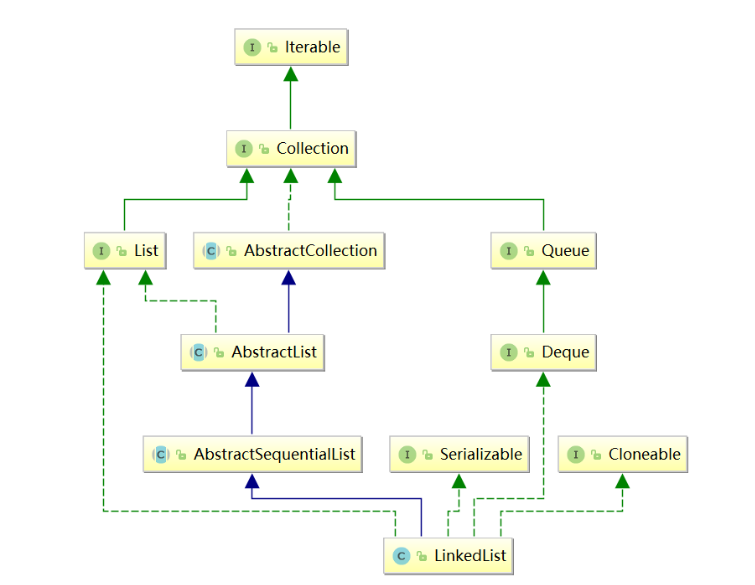 I Iterable
I Collection
I List
C AbstractCollection
I Queue
C AbstractList
I Deque
C AbstractSequentialList
I Serializable
I Cloneable
C LinkedList